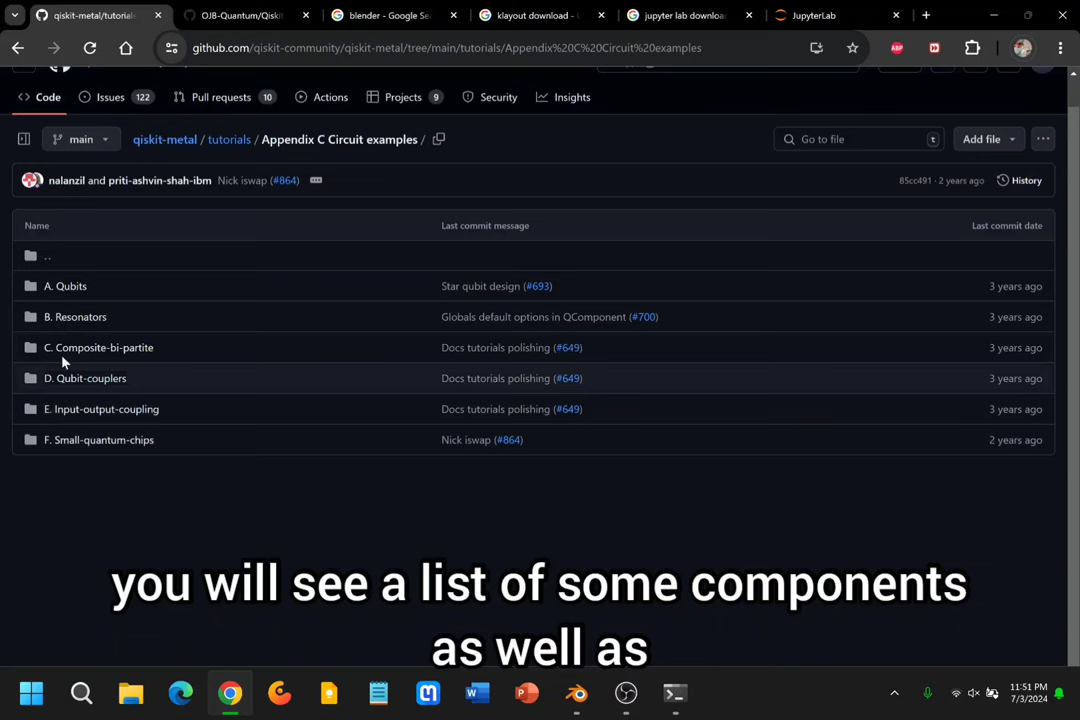 qiskit-metal/tutorials
OJB-Quantum/Qiskit
blender - Google Sea
klayout download - G
jupyter lab download
JupyterLab
github.com/qiskit-community/qiskit-metal/tree/main/tutorials/Appendix%20C%20Circuit%20examples
ABP
Code
Issues 122
Pull requests 10
Actions
Projects 9
Security
Insights
main
qiskit-metal / tutorials / Appendix C Circuit examples /
Go to file t
Add file
nalanzil and priti-ashvin-shah-ibm Nick iswap (#864)
85cc491 · 2 years ago
History
Name Last commit message Last commit date
..
A. Qubits Star qubit design (#693) 3 years ago
B. Resonators Globals default options in QComponent (#700) 3 years ago
C. Composite-bi-partite Docs tutorials polishing (#649) 3 years ago
D. Qubit-couplers Docs tutorials polishing (#649) 3 years ago
E. Input-output-coupling Docs tutorials polishing (#649) 3 years ago
F. Small-quantum-chips Nick iswap (#864) 2 years ago
you will see a list of some components
as well as
11:51 PM
7/3/2024